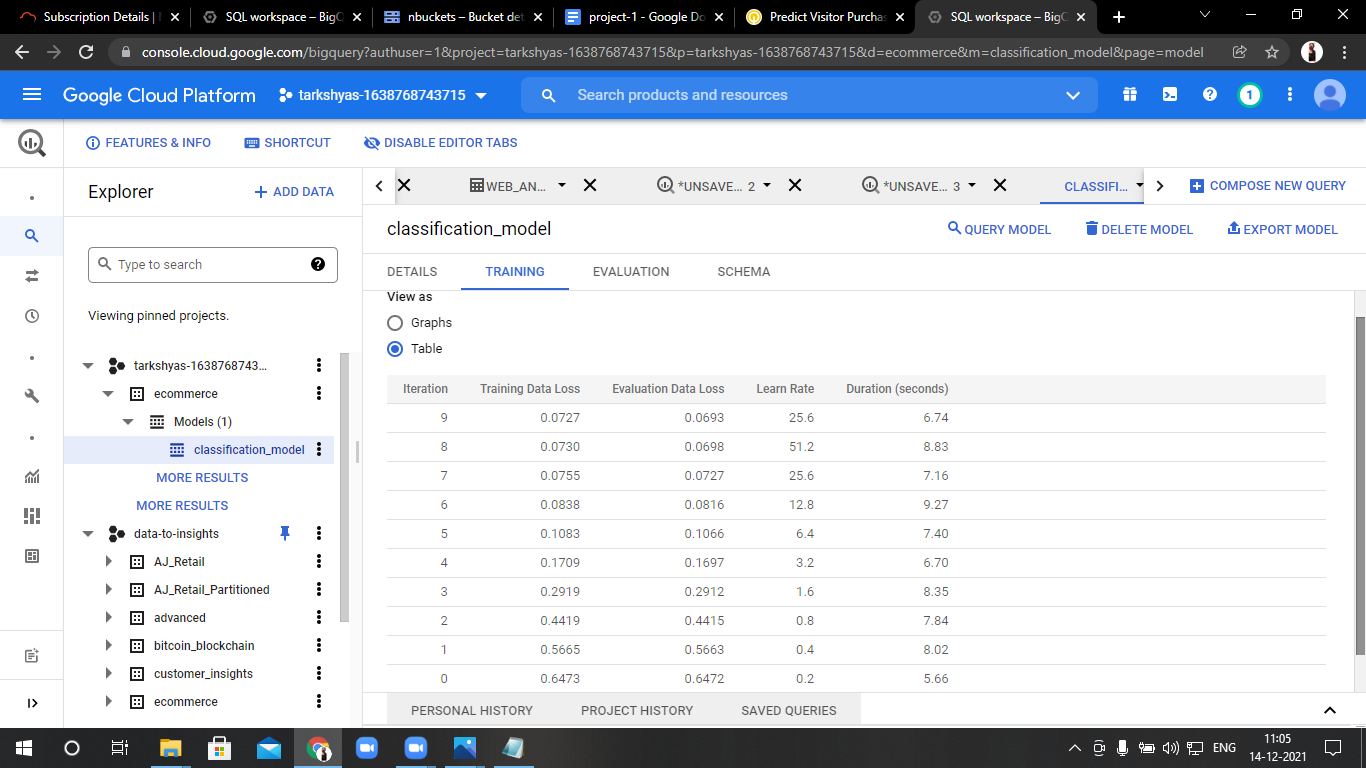 Subscription Details |
SQL workspace – BigQ
nbuckets – Bucket det
project-1 - Google Do
Predict Visitor Purchas
SQL workspace – BigQ
console.cloud.google.com/bigquery?authuser=1&project=tarkshyas-1638768743715&p=tarkshyas-1638768743715&d=ecommerce&m=classification_model&page=model
Google Cloud Platform
tarkshyas-1638768743715
Search products and resources
1
FEATURES & INFO
SHORTCUT
DISABLE EDITOR TABS
Explorer
+ ADD DATA
WEB_AN...
*UNSAVE... 2
*UNSAVE... 3
CLASSIFI...
COMPOSE NEW QUERY
classification_model
QUERY MODEL
DELETE MODEL
EXPORT MODEL
DETAILS
TRAINING
EVALUATION
SCHEMA
Type to search
Viewing pinned projects.
tarkshyas-1638768743...
ecommerce
Models (1)
classification_model
MORE RESULTS
MORE RESULTS
data-to-insights
AJ_Retail
AJ_Retail_Partitioned
advanced
bitcoin_blockchain
customer_insights
ecommerce
View as
Graphs
Table
Iteration Training Data Loss Evaluation Data Loss Learn Rate Duration (seconds)
9 0.0727 0.0693 25.6 6.74
8 0.0730 0.0698 51.2 8.83
7 0.0755 0.0727 25.6 7.16
6 0.0838 0.0816 12.8 9.27
5 0.1083 0.1066 6.4 7.40
4 0.1709 0.1697 3.2 6.70
3 0.2919 0.2912 1.6 8.35
2 0.4419 0.4415 0.8 7.84
1 0.5665 0.5663 0.4 8.02
0 0.6473 0.6472 0.2 5.66
PERSONAL HISTORY
PROJECT HISTORY
SAVED QUERIES
ENG
11:05
14-12-2021